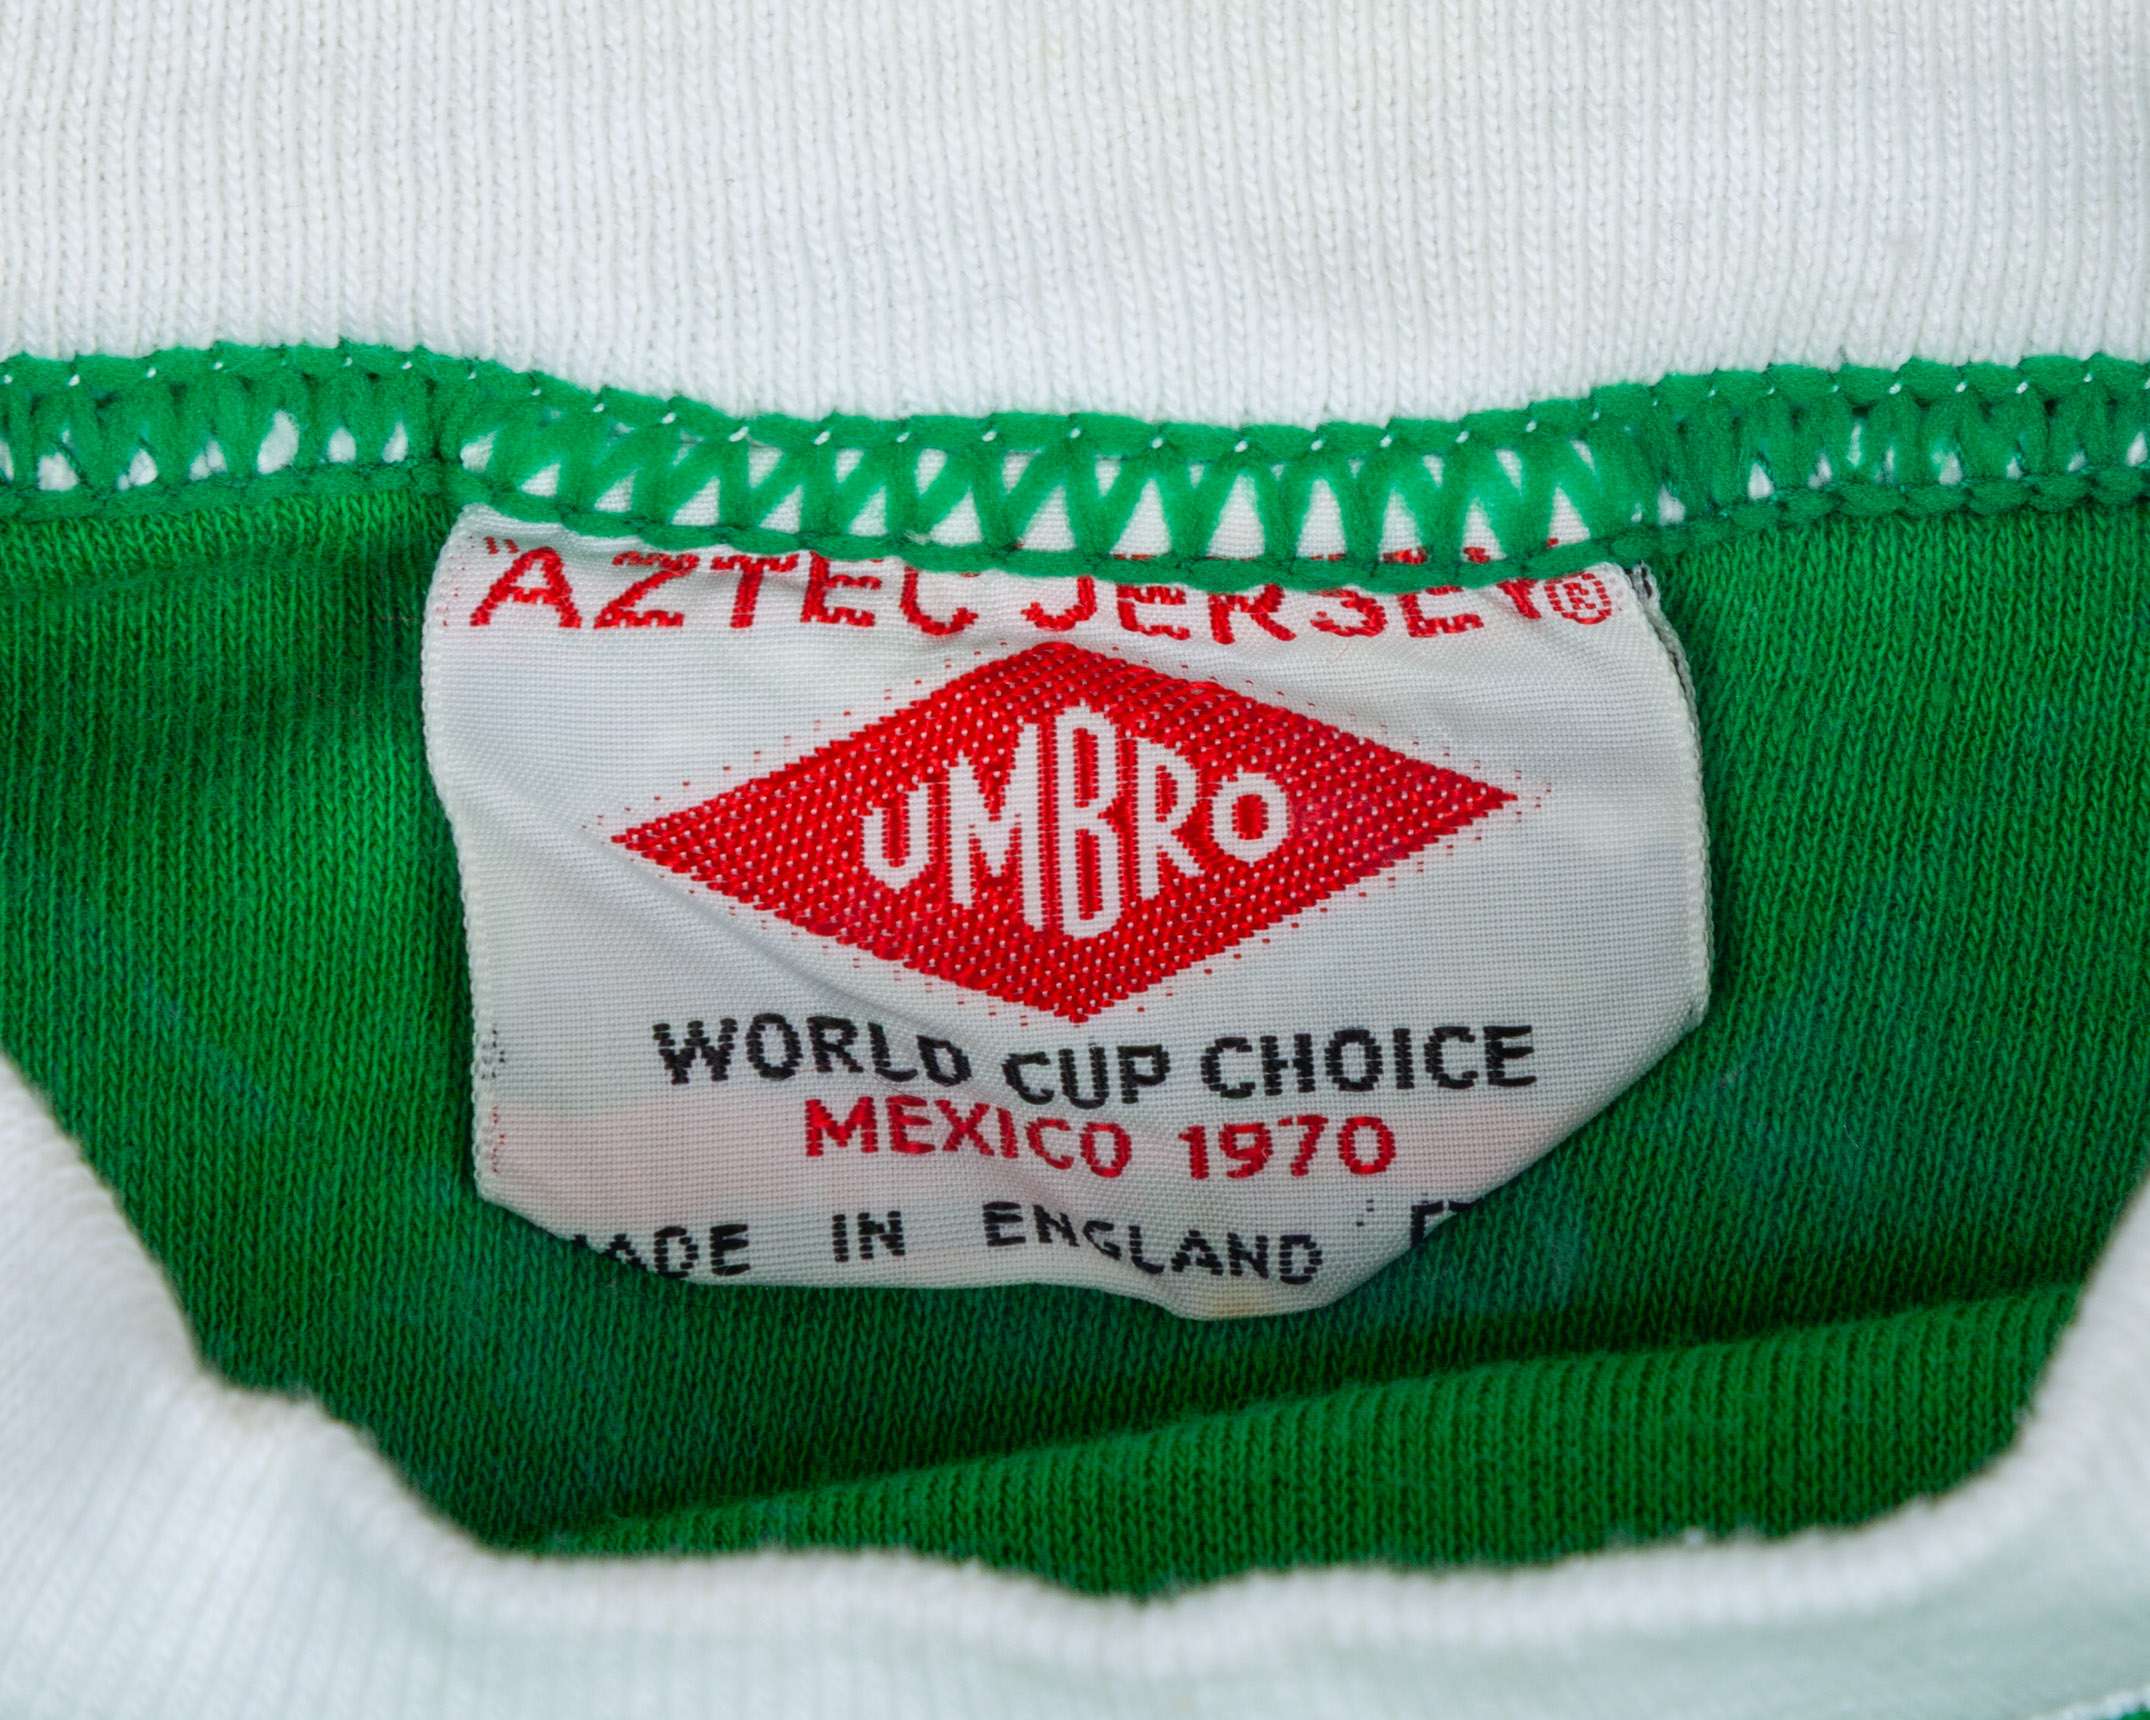 "AZTEC JERSEY®
UMBRO
WORLD CUP CHOICE
MEXICO 1970
MADE IN ENGLAND